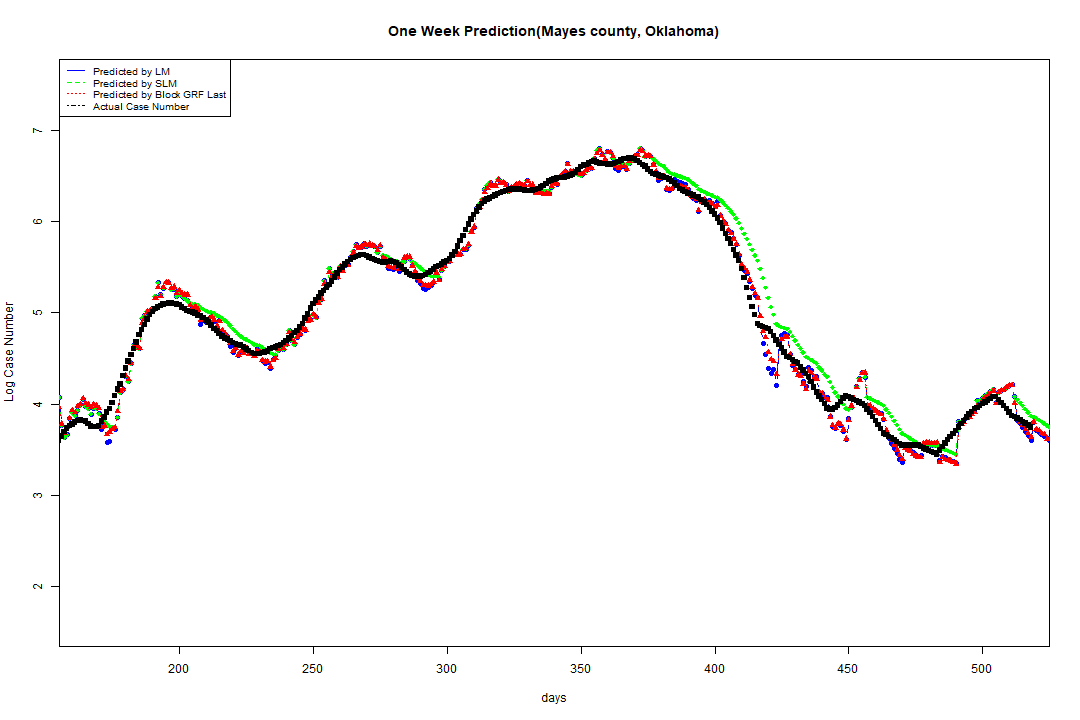 One Week Prediction(Mayes county, Oklahoma)
Predicted by LM
Predicted by SLM
Predicted by Block GRF Last
Actual Case Number
7
6
5
4
3
2
Log Case Number
200 250 300 350 400 450 500
days